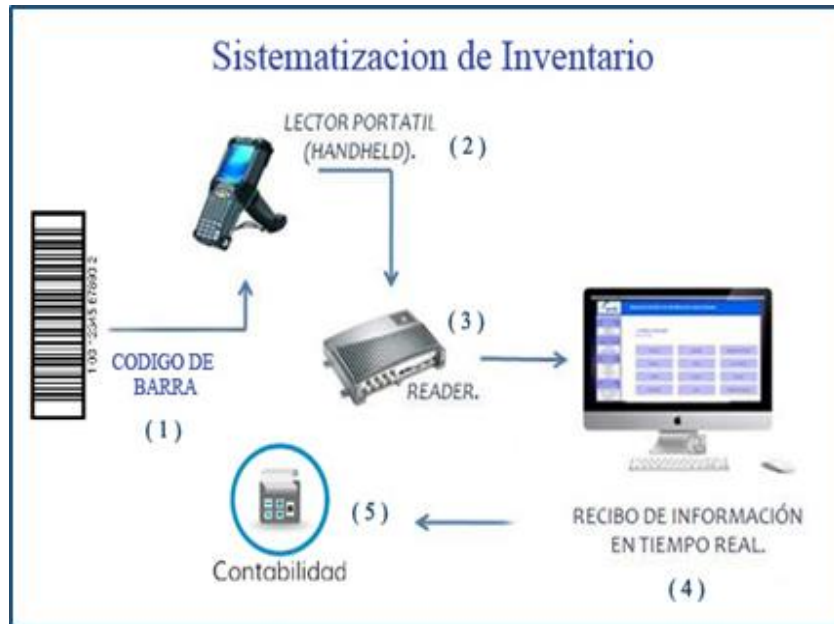 Sistematizacion de Inventario
LECTOR PORTATIL
(HANDHELD).
( 2 )
CODIGO DE
BARRA
( 1 )
( 3 )
READER.
RECIBO DE INFORMACIÓN
EN TIEMPO REAL.
( 4 )
( 5 )
Contabilidad